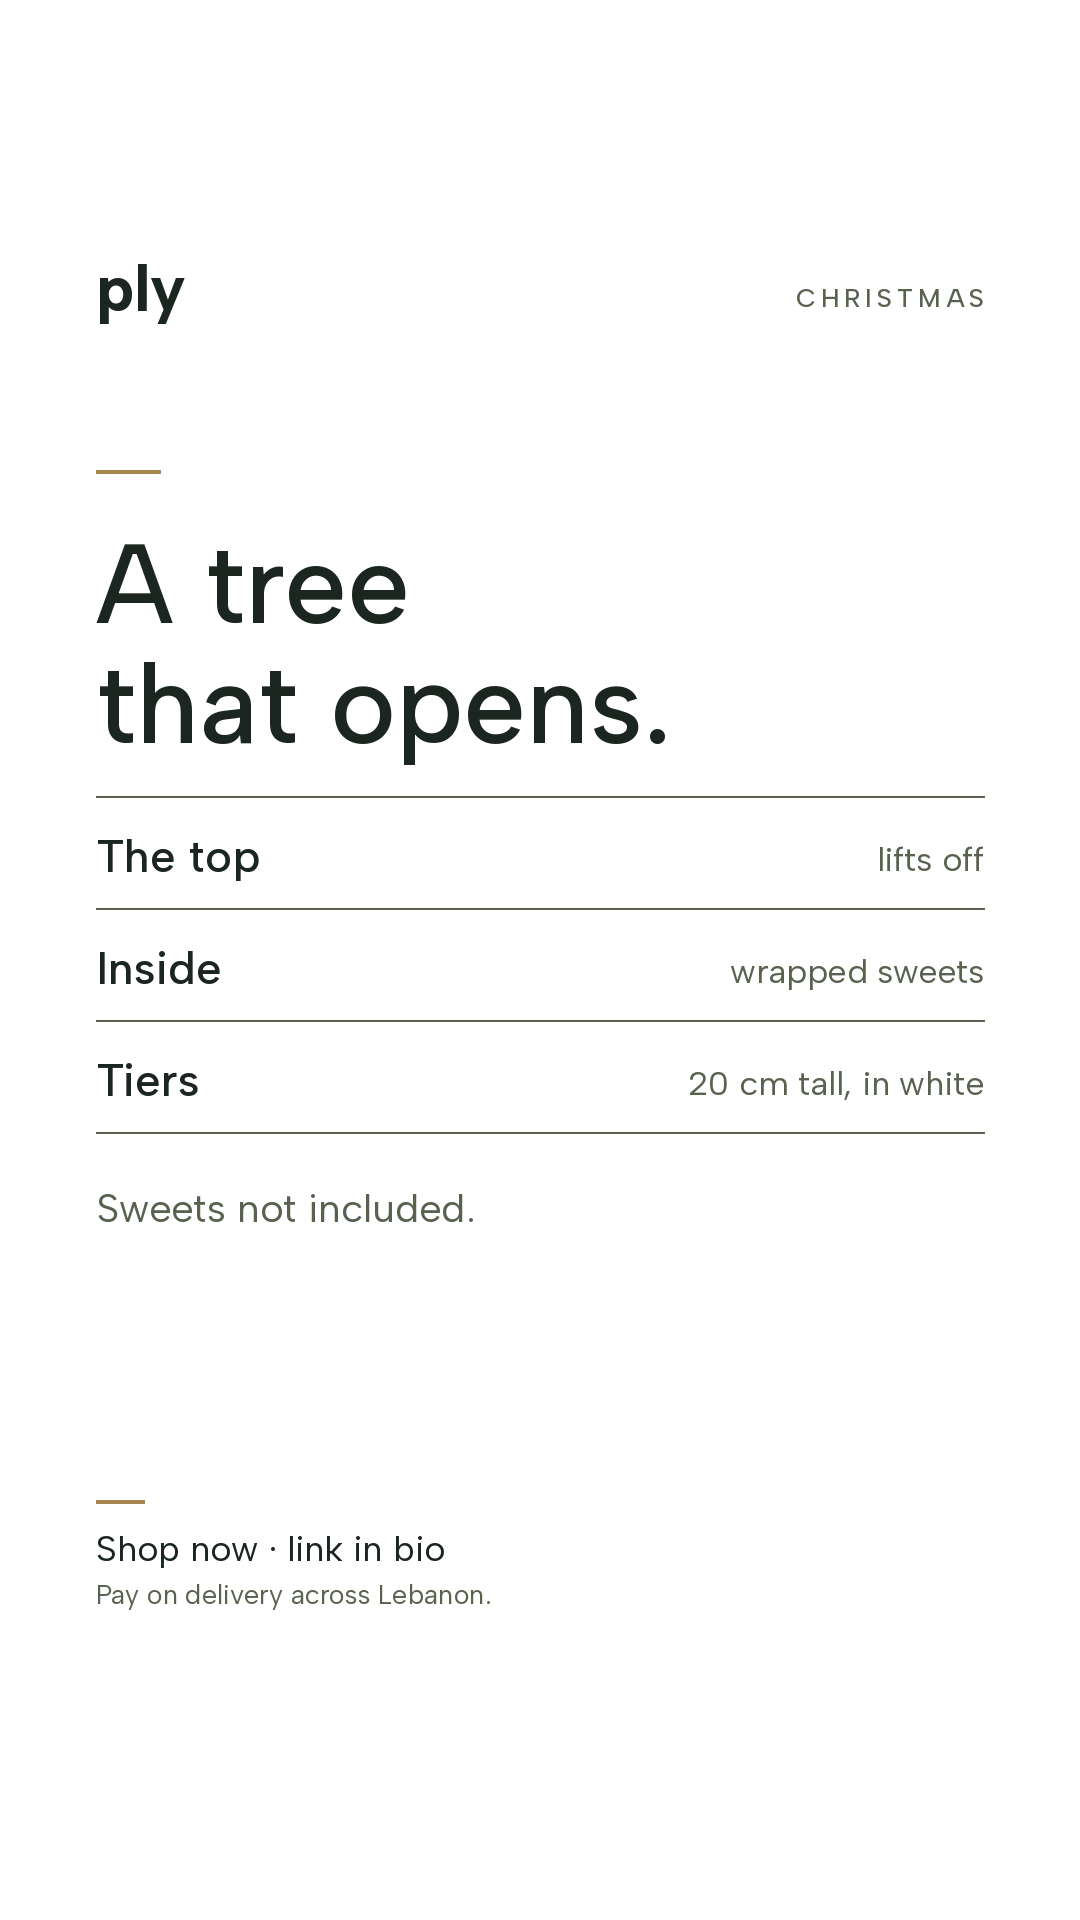 ply
CHRISTMAS
A tree
that opens.
The top
lifts off
Inside
wrapped sweets
Tiers
20 cm tall, in white
Sweets not included.
Shop now · link in bio
Pay on delivery across Lebanon.